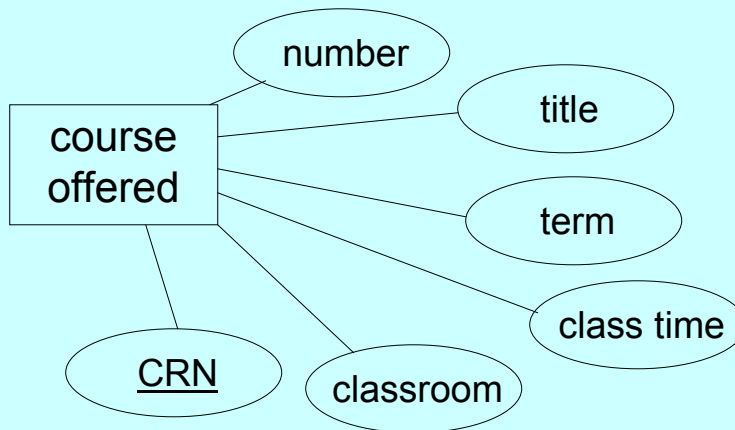 number
title
course
offered
term
class time
CRN
classroom